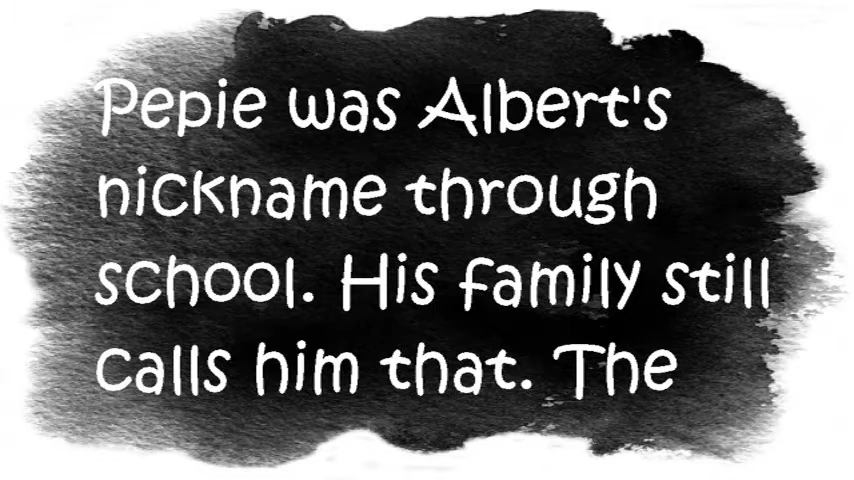 Pepie was Albert's
nickname through
school. His family still
calls him that. The